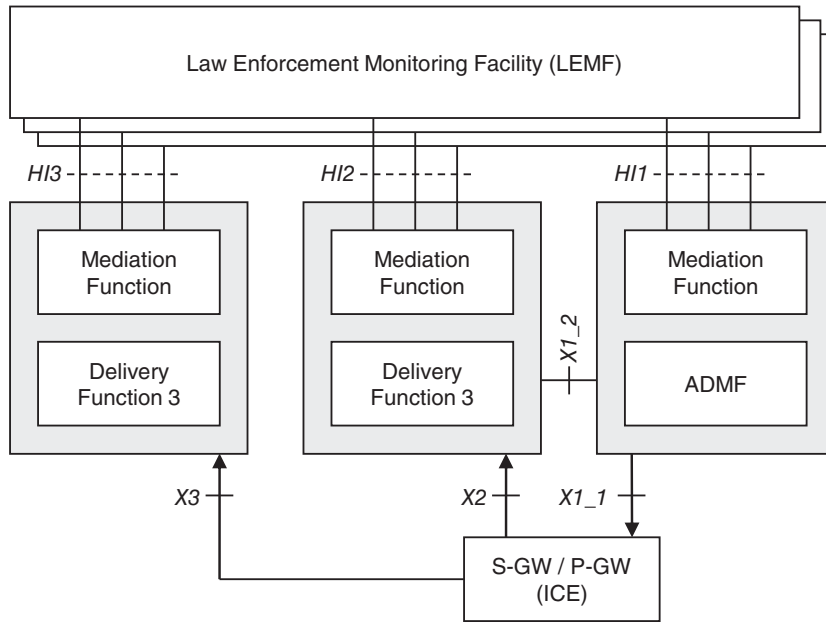 Law Enforcement Monitoring Facility (LEMF)
HI3
HI2
HI1
Mediation
Function
Mediation
Function
Mediation
Function
X1_2
Delivery
Function 3
Delivery
Function 3
ADMF
X3
X2
X1_1
S-GW / P-GW
(ICE)